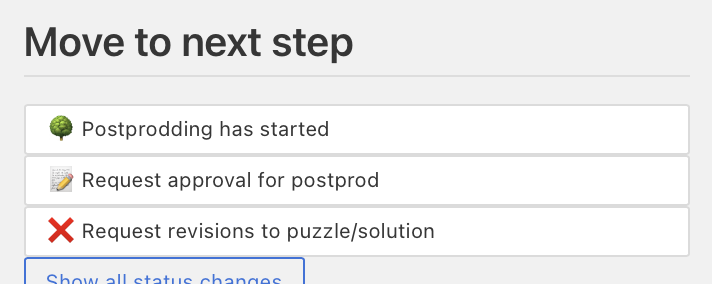 Move to next step
Postprodding has started
Request approval for postprod
Request revisions to puzzle/solution
Show all status changes